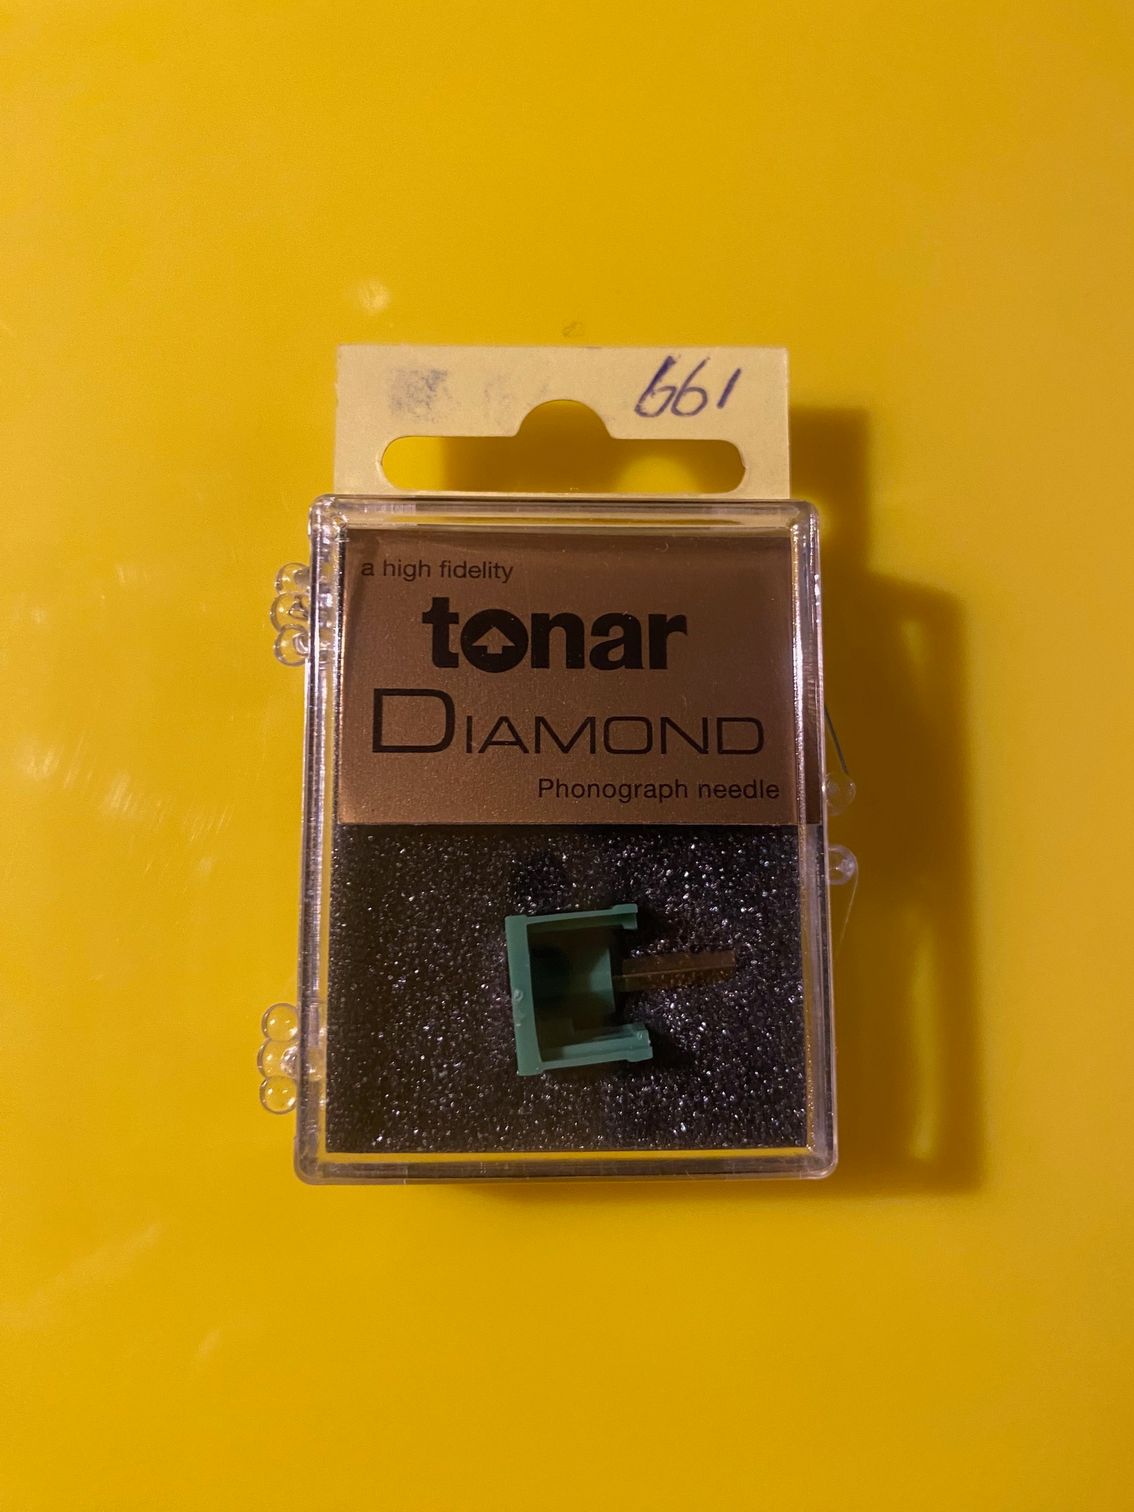 661
a high fidelity
tonar
DIAMOND
Phonograph needle